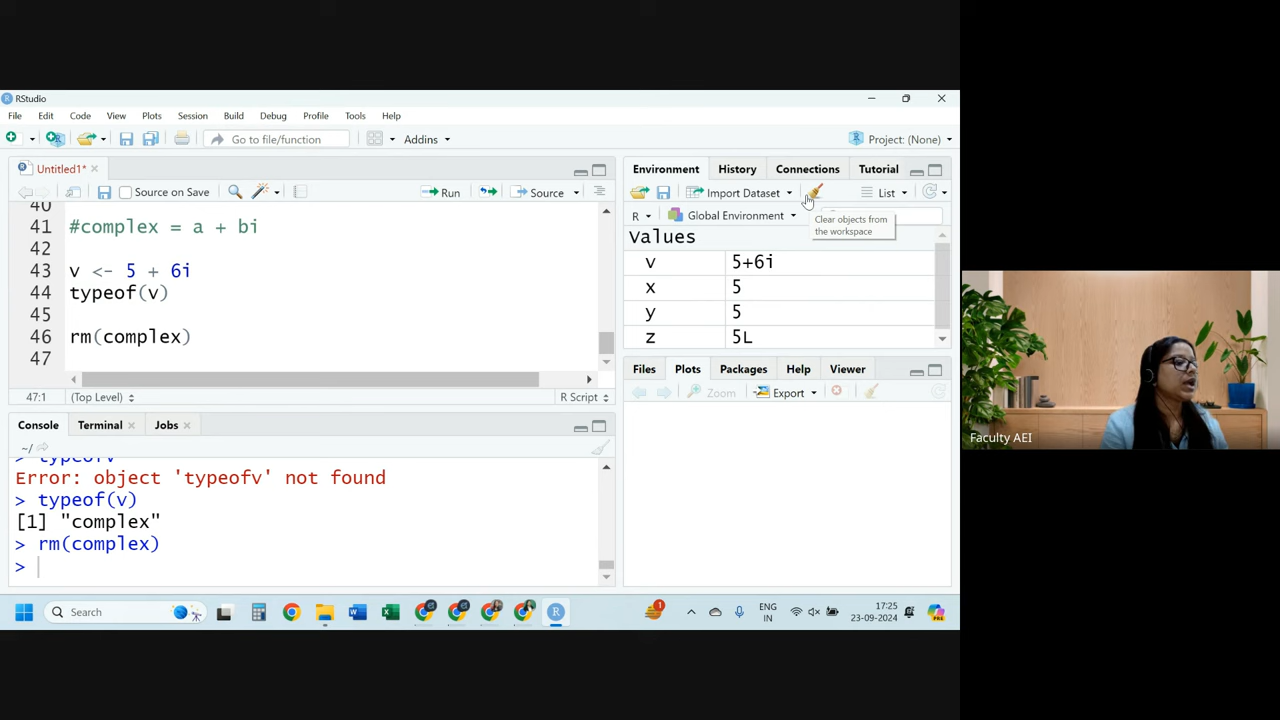 RStudio
File Edit Code View Plots Session Build Debug Profile Tools Help
Go to file/function Addins Project: (None)
Untitled1*
Source on Save Run Source
40
41 #complex = a + bi
42
43 v <- 5 + 6i
44 typeof(v)
45
46 rm(complex)
47
47:1 (Top Level) R Script
Console Terminal Jobs
~/
> typeofv
Error: object 'typeofv' not found
> typeof(v)
[1] "complex"
> rm(complex)
>
Environment History Connections Tutorial
Import Dataset List
R Global Environment
Clear objects from
the workspace
Values
v 5+6i
x 5
y 5
z 5L
Files Plots Packages Help Viewer
Zoom Export
Faculty AEI
Search
1
ENG
IN
17:25
23-09-2024
PRE